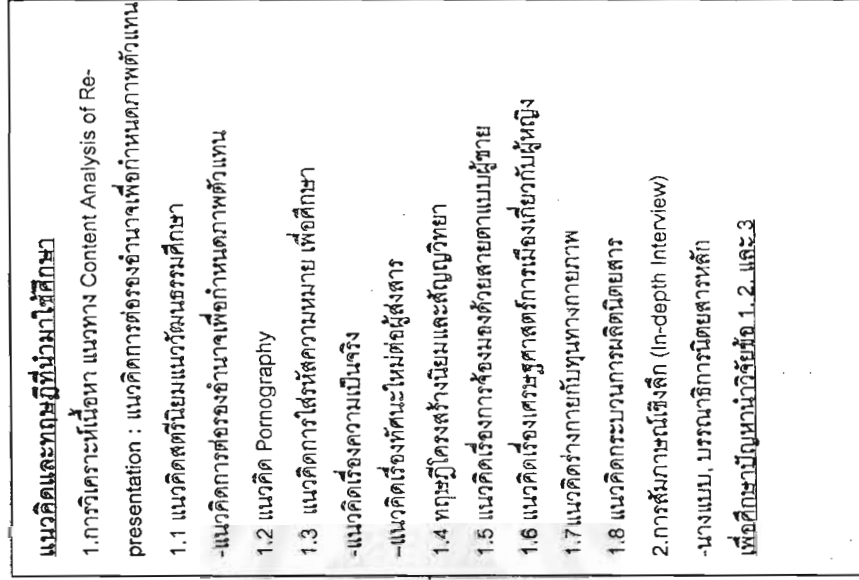 แนวคิดและทฤษฎีที่นำมาใช้ศึกษา
1.การวิเคราะห์เนื้อหา แนวทาง Content Analysis of Re-
presentation : แนวคิดการต่อรองอำนาจเพื่อกำหนดภาพตัวแทน
1.1 แนวคิดสตรีนิยมแนววัฒนธรรมศึกษา
-แนวคิดการต่อรองอำนาจเพื่อกำหนดภาพตัวแทน
1.2 แนวคิด Pornography
1.3 แนวคิดการใส่รหัสความหมาย เพื่อศึกษา
-แนวคิดเรื่องความเป็นจริง
–แนวคิดเรื่องทัศนะใหม่ต่อผู้ส่งสาร
1.4 ทฤษฎีโครงสร้างนิยมและสัญญวิทยา
1.5 แนวคิดเรื่องการจ้องมองด้วยสายตาแบบผู้ชาย
1.6 แนวคิดเรื่องเศรษฐศาสตร์การเมืองเกี่ยวกับผู้หญิง
1.7แนวคิดร่างกายกับทุนทางกายภาพ
1.8 แนวคิดกระบวนการผลิตนิตยสาร
2.การสัมภาษณ์เชิงลึก (In-depth Interview)
-นางแบบ, บรรณาธิการนิตยสารหลัก
เพื่อศึกษาปัญหานำวิจัยข้อ 1, 2, และ 3